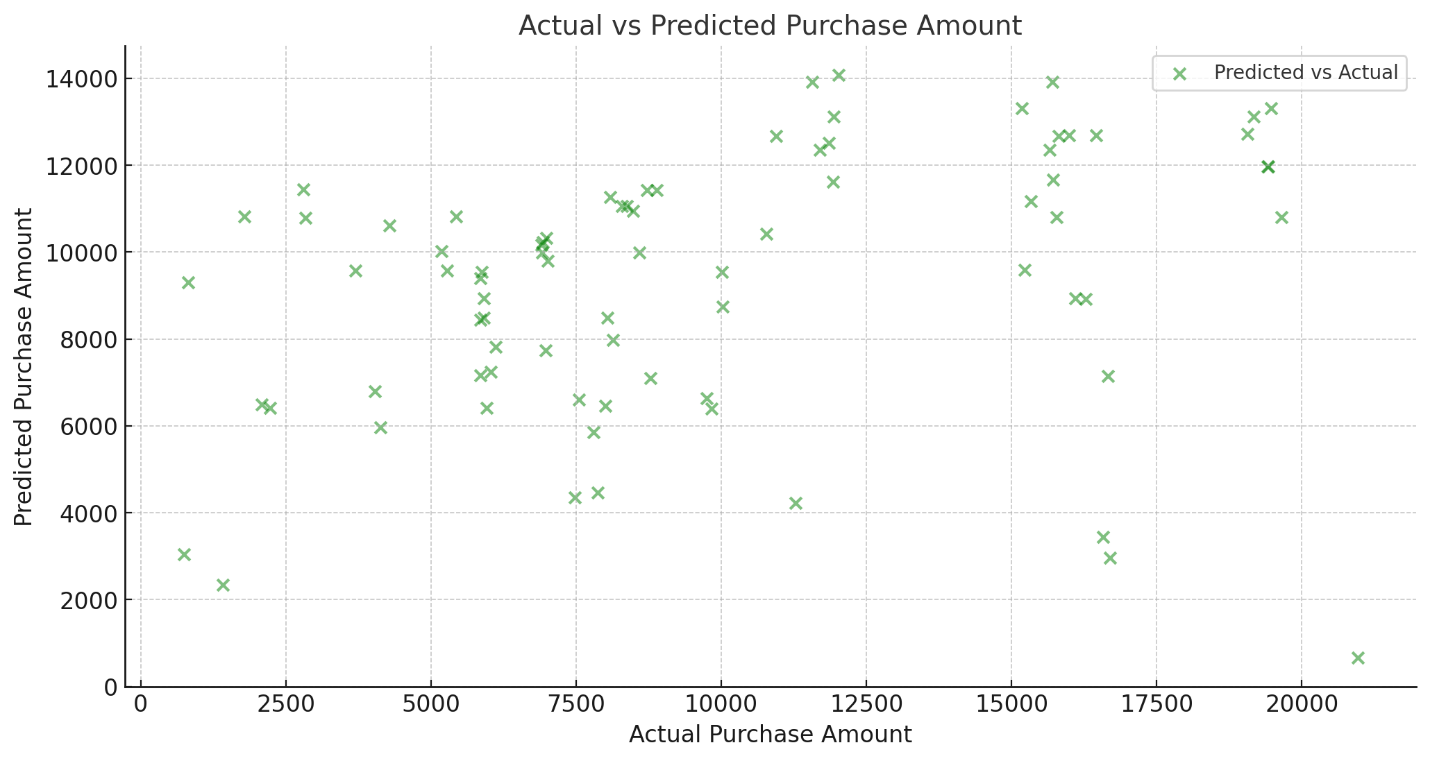 Actual vs Predicted Purchase Amount
Predicted vs Actual
14000
12000
10000
8000
6000
4000
2000
0
Predicted Purchase Amount
0 2500 5000 7500 10000 12500 15000 17500 20000
Actual Purchase Amount